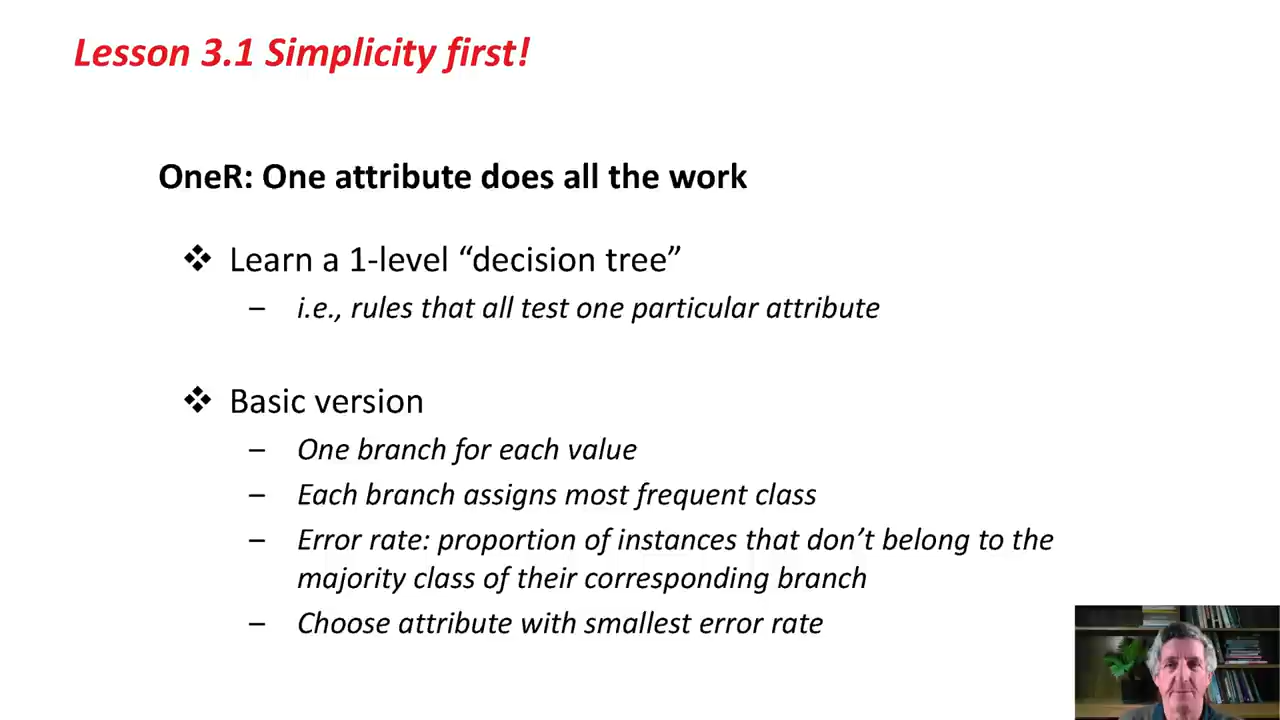 Lesson 3.1 Simplicity first!
OneR: One attribute does all the work
❖ Learn a 1-level “decision tree”
– i.e., rules that all test one particular attribute
❖ Basic version
– One branch for each value
– Each branch assigns most frequent class
– Error rate: proportion of instances that don’t belong to the
majority class of their corresponding branch
– Choose attribute with smallest error rate